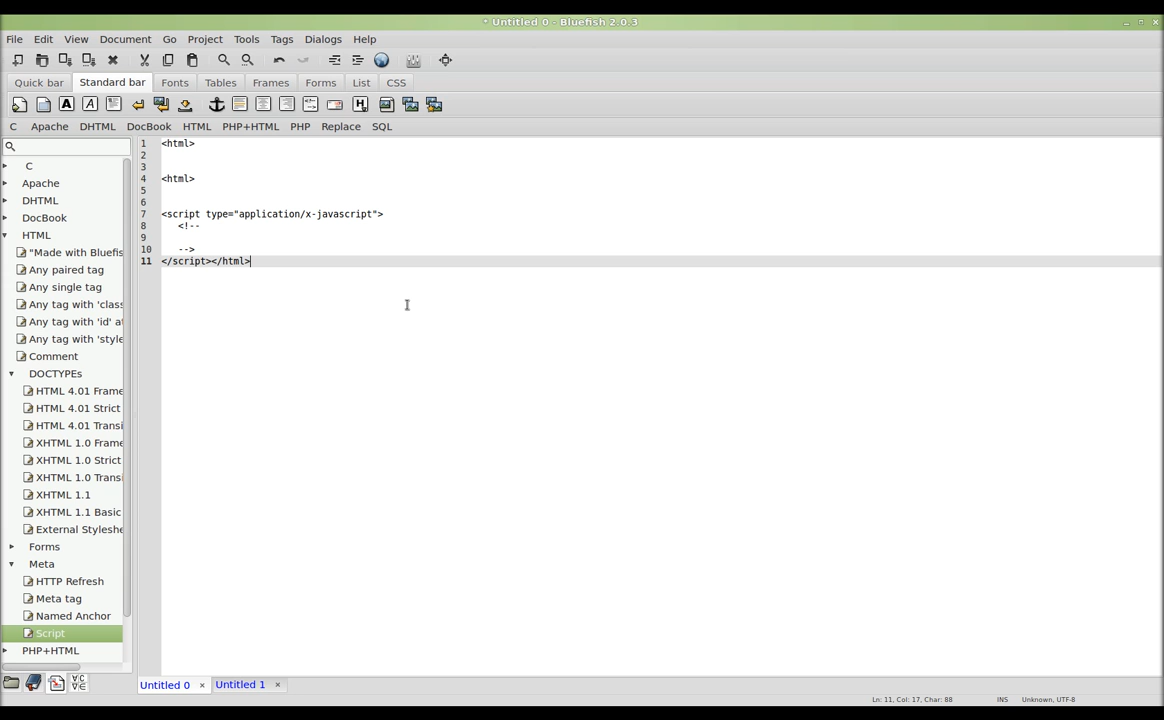 * Untitled 0 - Bluefish 2.0.3
File Edit View Document Go Project Tools Tags Dialogs Help
Quick bar Standard bar Fonts Tables Frames Forms List CSS
C Apache DHTML DocBook HTML PHP+HTML PHP Replace SQL
C
Apache
DHTML
DocBook
HTML
"Made with Bluefis
Any paired tag
Any single tag
Any tag with 'class
Any tag with 'id' at
Any tag with 'style
Comment
DOCTYPEs
HTML 4.01 Frame
HTML 4.01 Strict
HTML 4.01 Transi
XHTML 1.0 Frame
XHTML 1.0 Strict
XHTML 1.0 Transi
XHTML 1.1
XHTML 1.1 Basic
External Styleshe
Forms
Meta
HTTP Refresh
Meta tag
Named Anchor
Script
PHP+HTML
1 <html>
2
3
4 <html>
5
6
7 <script type="application/x-javascript">
8 <!--
9
10 -->
11 </script></html>
Untitled 0 × Untitled 1 ×
Ln: 11, Col: 17, Char: 88 INS Unknown, UTF-8